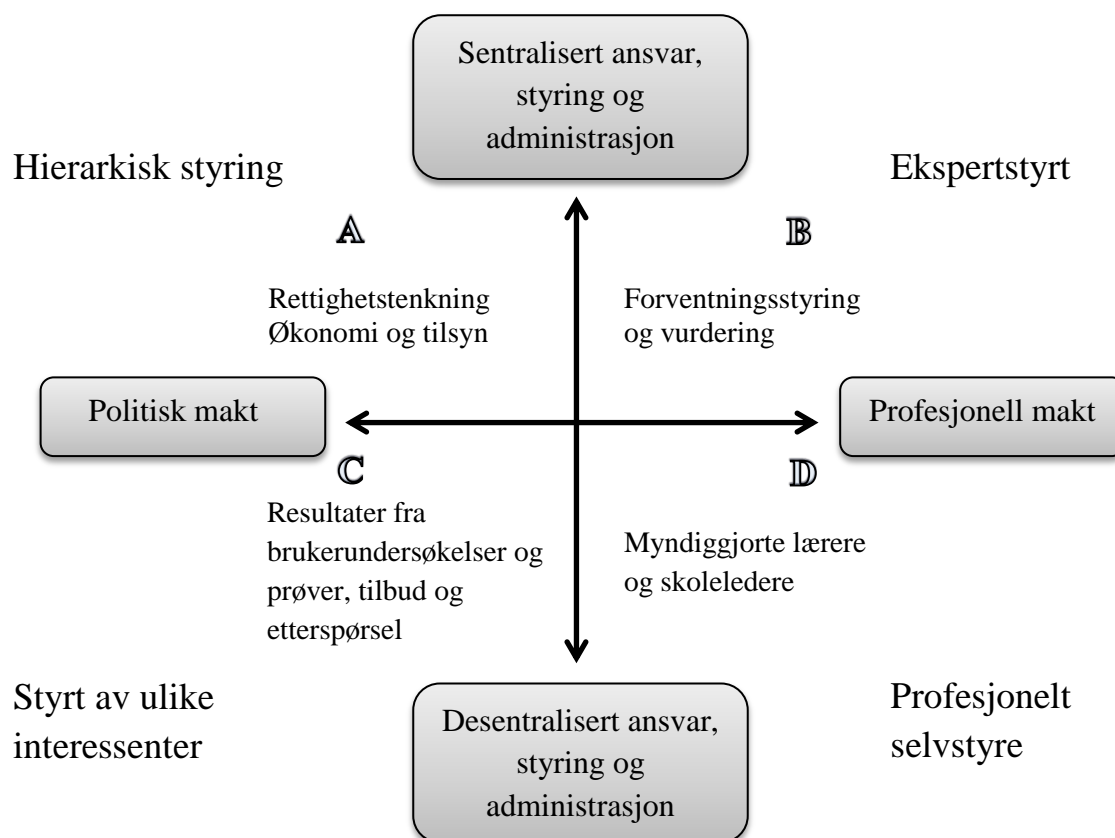 Sentralisert ansvar,
styring og
administrasjon
Hierarkisk styring
Ekspertstyrt
A
B
Rettighetstenkning
Økonomi og tilsyn
Forventningsstyring
og vurdering
Politisk makt
Profesjonell makt
C
D
Resultater fra
brukerundersøkelser og
prøver, tilbud og
etterspørsel
Myndiggjorte lærere
og skoleledere
Styrt av ulike
interessenter
Desentralisert ansvar,
styring og
administrasjon
Profesjonelt
selvstyre